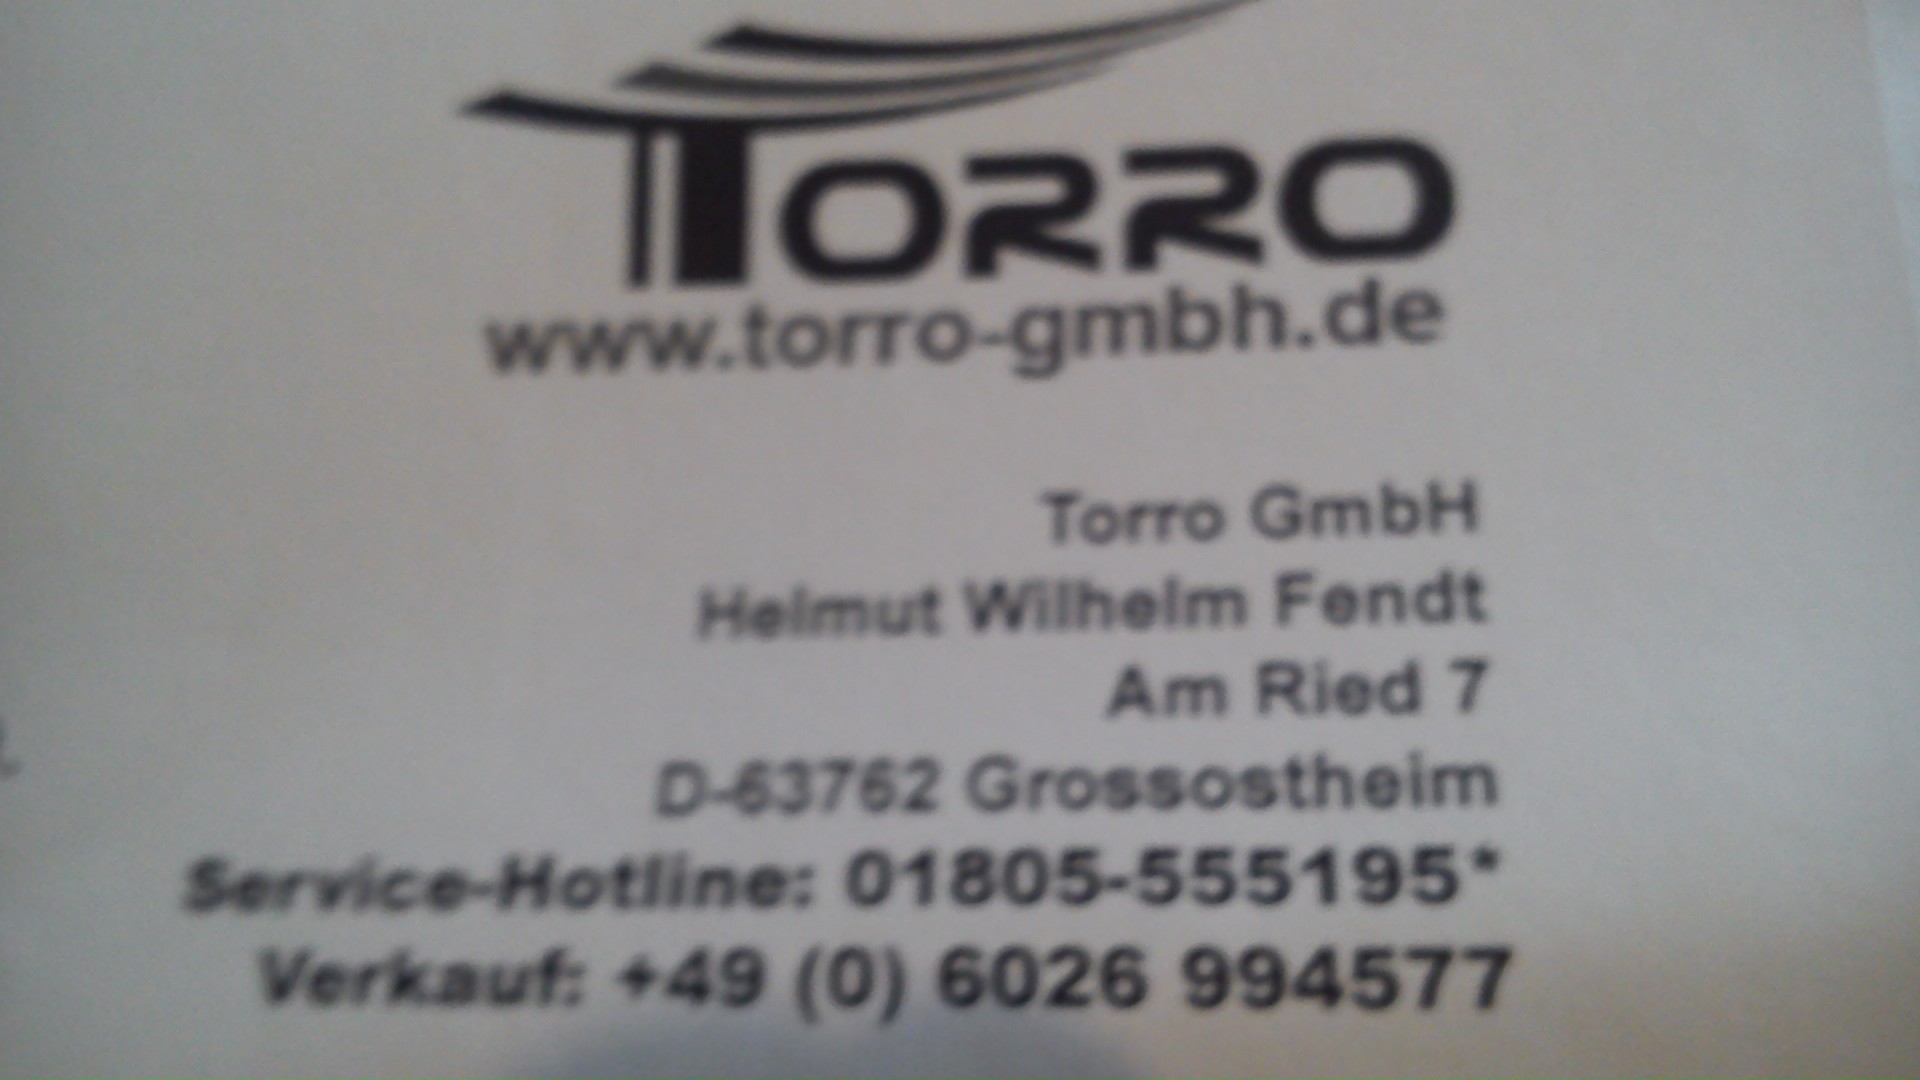 TORRO
www.torro-gmbh.de
Torro GmbH
Helmut Wilhelm Fendt
Am Ried 7
D-63762 Grossostheim
Service-Hotline: 01805-555195*
Verkauf: +49 (0) 6026 994577